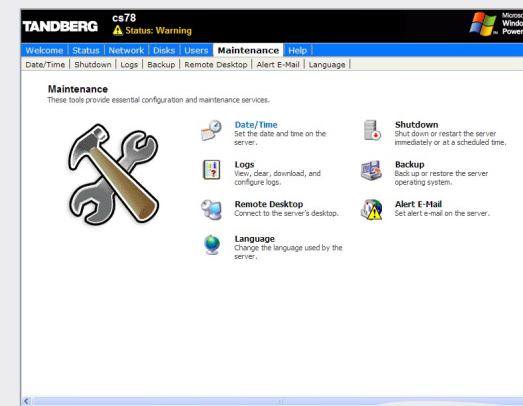 TANDBERG
cs78
Status: Warning
Welcome | Status | Network | Disks | Users | Maintenance | Help |
Date/Time | Shutdown | Logs | Backup | Remote Desktop | Alert E-Mail | Language |
Maintenance
These tools provide essential configuration and maintenance services.
Date/Time
Set the date and time on the
server.
Shutdown
Shut down or restart the server
immediately or at a scheduled time.
Logs
View, clear, download, and
configure logs.
Backup
Back up or restore the server
operating system.
Remote Desktop
Connect to the server's desktop.
Alert E-Mail
Set alert e-mail on the server.
Language
Change the language used by the
server.